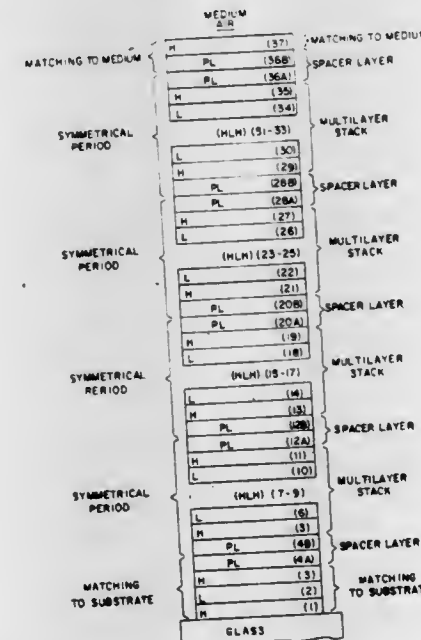 MEDIUM
AIR
H (37) MATCHING TO MEDIUM
MATCHING TO MEDIUM PL (36B) SPACER LAYER
PL (36A)
H (35)
L (34)
SYMMETRICAL PERIOD (HLH) (31-33) MULTILAYER STACK
L (30)
H (29)
PL (28B) SPACER LAYER
PL (28A)
H (27)
L (26)
SYMMETRICAL PERIOD (HLH) (23-25) MULTILAYER STACK
L (22)
H (21)
PL (20B) SPACER LAYER
PL (20A)
H (19)
L (18)
SYMMETRICAL PERIOD (HLH) (15-17) MULTILAYER STACK
L (14)
H (13)
PL (12B) SPACER LAYER
PL (12A)
H (11)
L (10)
SYMMETRICAL PERIOD (HLH) (7-9) MULTILAYER STACK
L (6)
H (5)
PL (4B) SPACER LAYER
PL (4A)
H (3)
MATCHING TO SUBSTRATE L (2) MATCHING TO SUBSTRATE
H (1)
GLASS